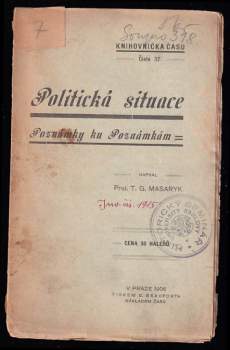 7
KNIHOVNIČKA ČASU
Číslo 37.
Politická situace
Poznámky ku Poznámkám
NAPSAL
Prof. T. G. MASARYK
CENA 30 HALÉŘŮ
V PRAZE 1906
TISKEM E. BEAUFORTA
NÁKLADEM ČASU